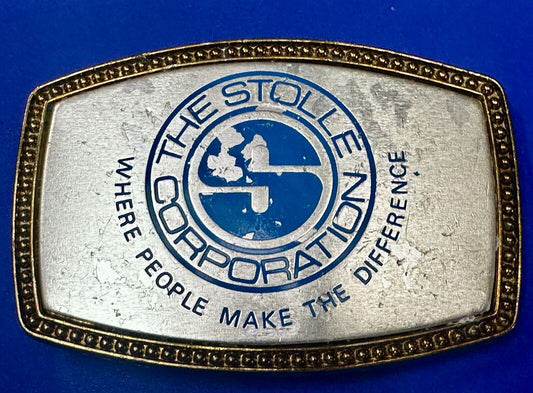 THE STOLLE
CORPORATION
WHERE PEOPLE MAKE THE DIFFERENCE